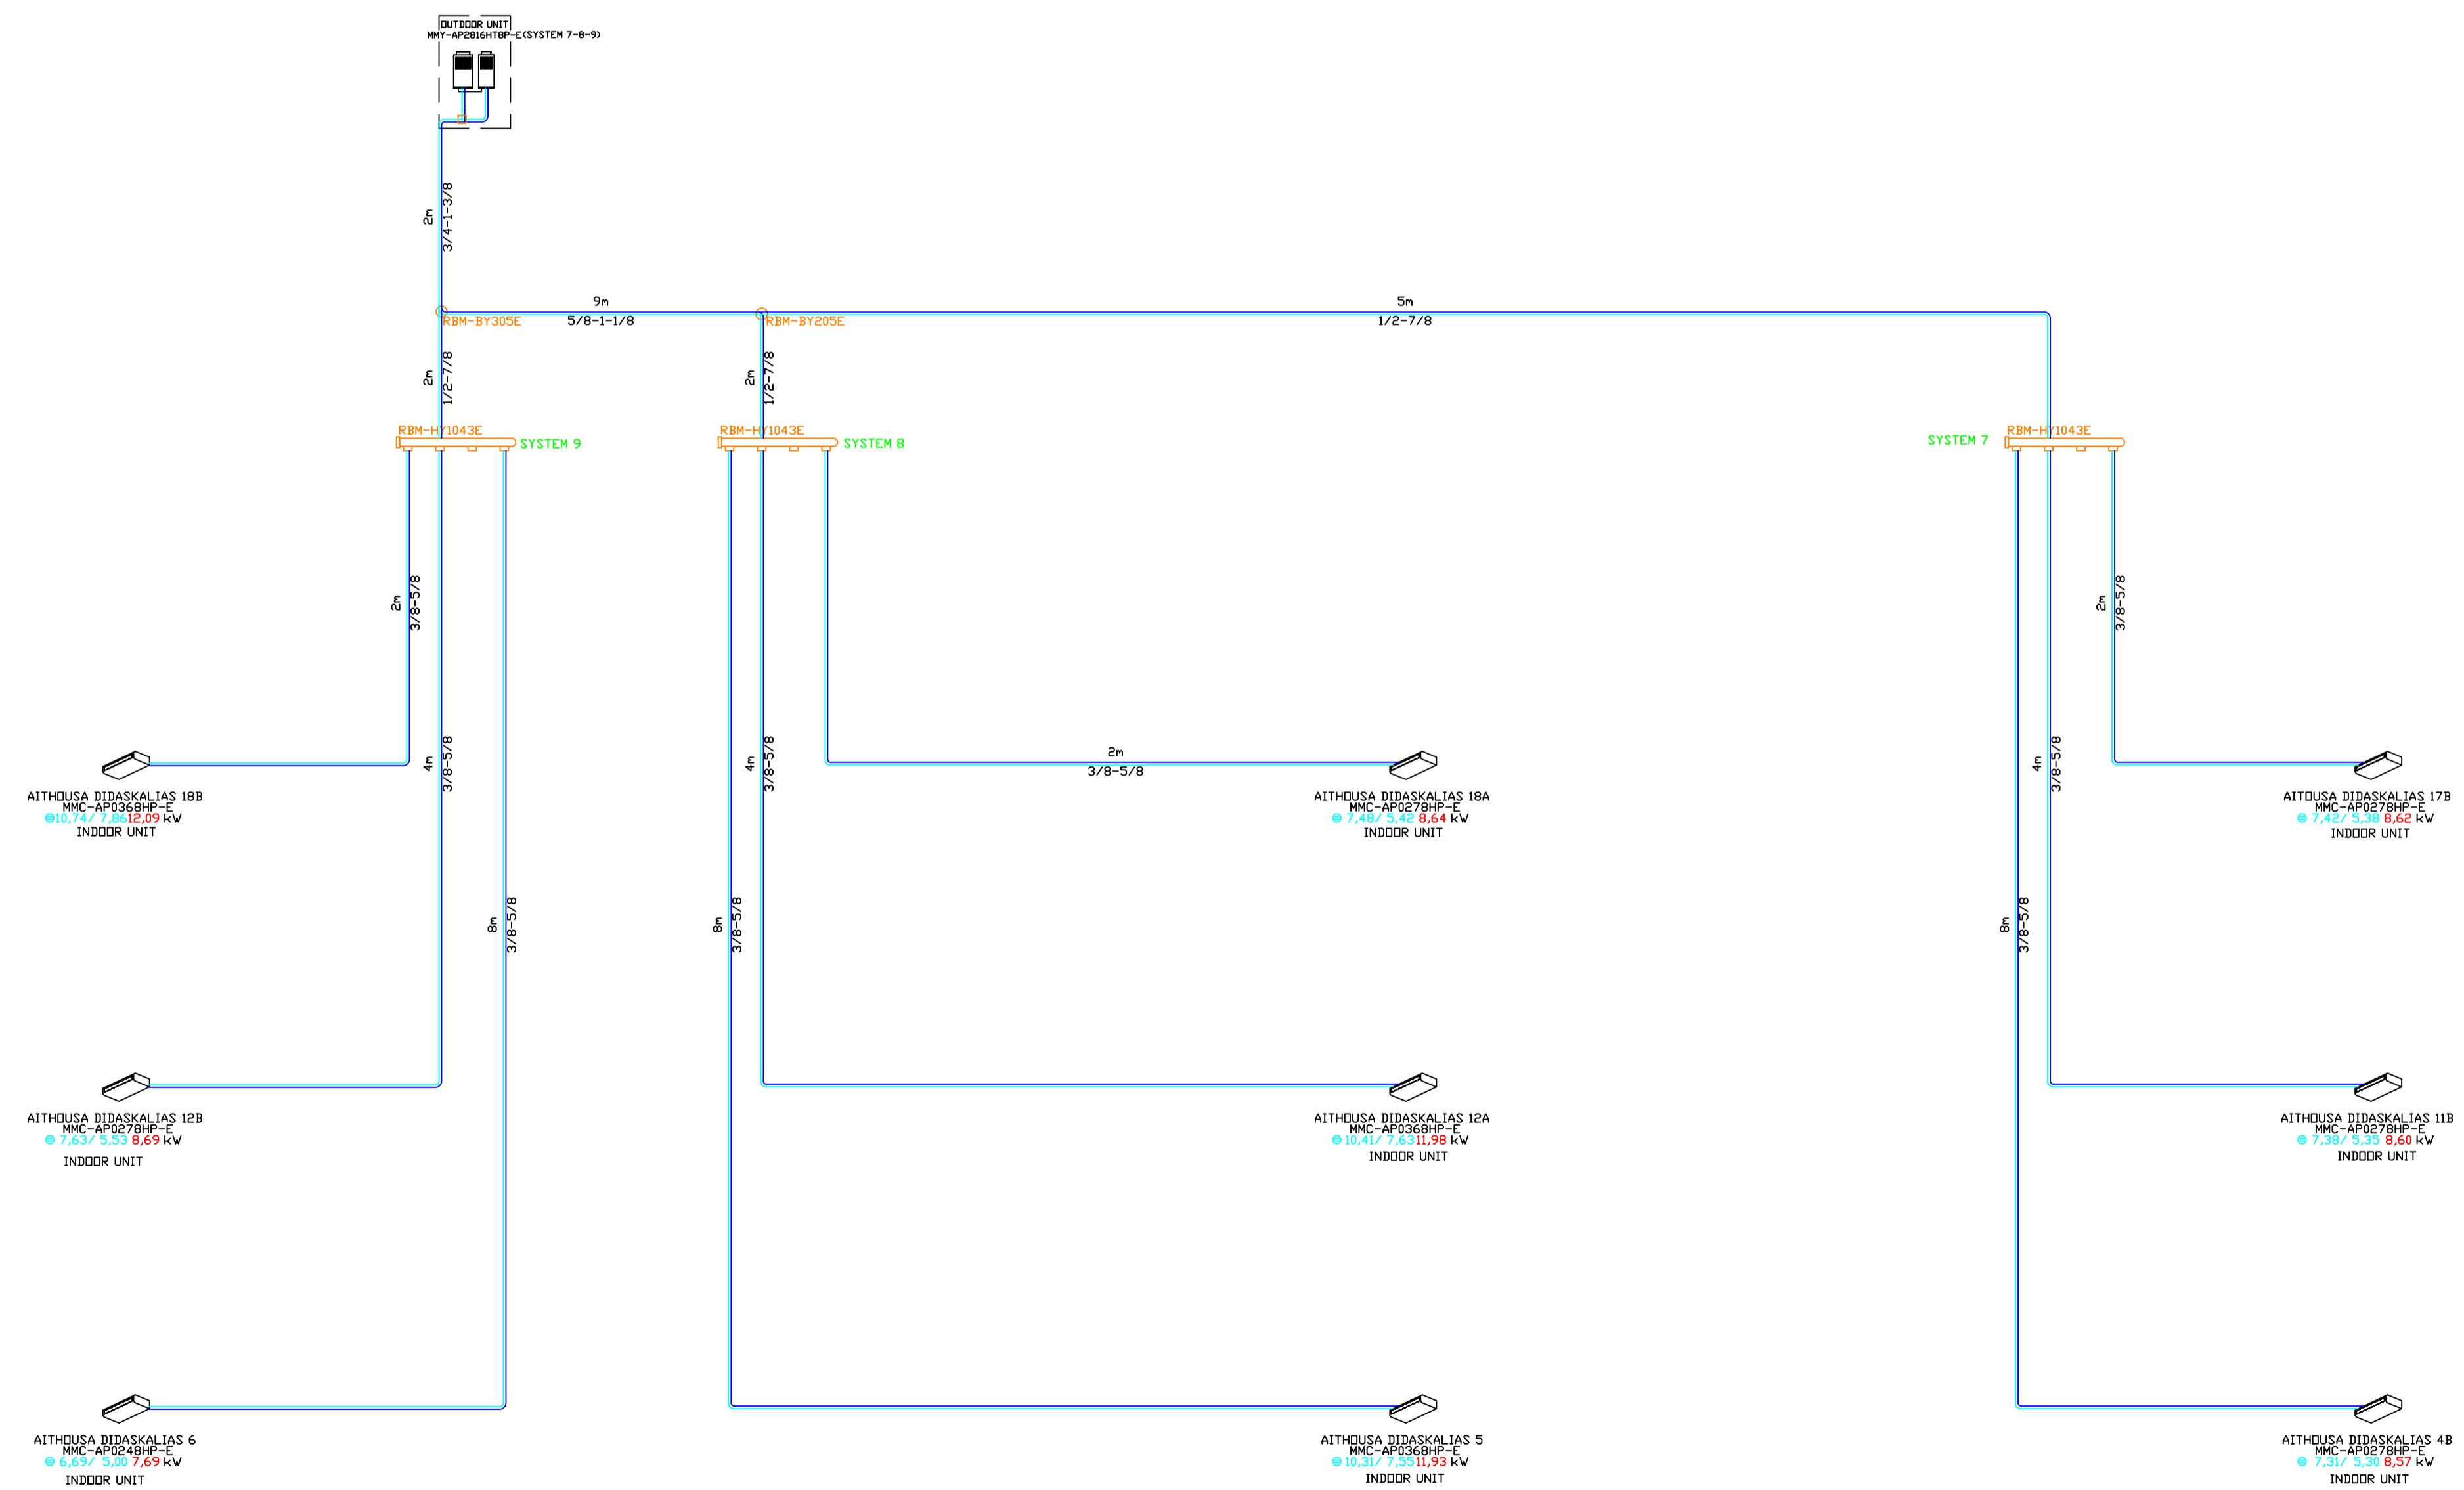 OUTDOOR UNIT
MMY-AP2816HT8P-E(SYSTEM 7-8-9)
2m
3/4-1-3/8
9m
5/8-1-1/8
5m
1/2-7/8
RBM-BY305E
RBM-BY205E
2m
1/2-7/8
2m
1/2-7/8
RBM-HY1043E
SYSTEM 9
RBM-HY1043E
SYSTEM 8
SYSTEM 7
RBM-HY1043E
2m
3/8-5/8
4m
3/8-5/8
8m
3/8-5/8
8m
3/8-5/8
4m
3/8-5/8
2m
3/8-5/8
8m
3/8-5/8
4m
3/8-5/8
2m
3/8-5/8
AITHOUSA DIDASKALIAS 18B
MMC-AP0368HP-E
10,74/ 7,86 12,09 kW
INDOOR UNIT
AITHOUSA DIDASKALIAS 18A
MMC-AP0278HP-E
7,48/ 5,42 8,64 kW
INDOOR UNIT
AITOUSA DIDASKALIAS 17B
MMC-AP0278HP-E
7,42/ 5,38 8,62 kW
INDOOR UNIT
AITHOUSA DIDASKALIAS 12B
MMC-AP0278HP-E
7,63/ 5,53 8,69 kW
INDOOR UNIT
AITHOUSA DIDASKALIAS 12A
MMC-AP0368HP-E
10,41/ 7,63 11,98 kW
INDOOR UNIT
AITHOUSA DIDASKALIAS 11B
MMC-AP0278HP-E
7,38/ 5,35 8,60 kW
INDOOR UNIT
AITHOUSA DIDASKALIAS 6
MMC-AP0248HP-E
6,69/ 5,00 7,69 kW
INDOOR UNIT
AITHOUSA DIDASKALIAS 5
MMC-AP0368HP-E
10,31/ 7,55 11,93 kW
INDOOR UNIT
AITHOUSA DIDASKALIAS 4B
MMC-AP0278HP-E
7,31/ 5,30 8,57 kW
INDOOR UNIT